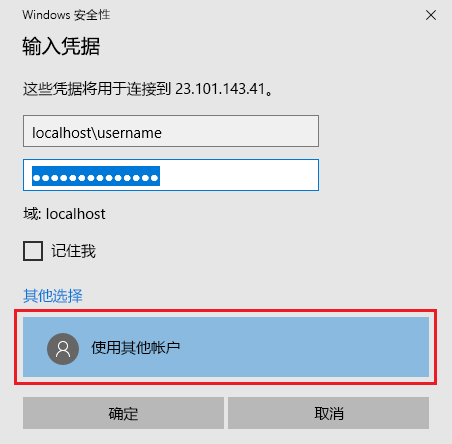 Windows 安全性
输入凭据
这些凭据将用于连接到 23.101.143.41。
localhost\username
●●●●●●●●●●●●●●
域: localhost
记住我
其他选择
使用其他帐户
确定
取消